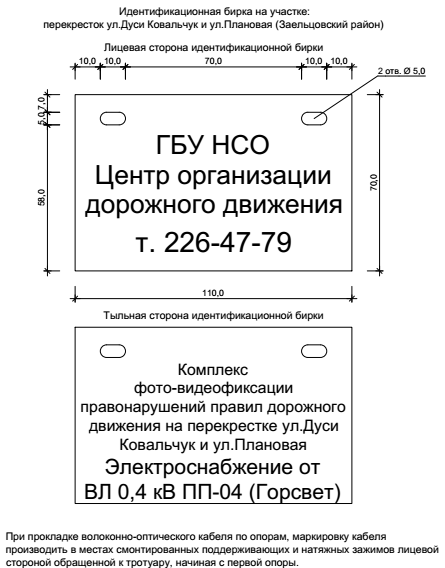 Идентификационная бирка на участке:
перекресток ул.Дуси Ковальчук и ул.Плановая (Заельцовский район)
Лицевая сторона идентификационной бирки
10,0 10,0 70,0 10,0 10,0
2 отв. Ø 5,0
7,0
5,0
58,0
70,0
ГБУ НСО
Центр организации
дорожного движения
т. 226-47-79
110,0
Тыльная сторона идентификационной бирки
Комплекс
фото-видеофиксации
правонарушений правил дорожного
движения на перекрестке ул.Дуси
Ковальчук и ул.Плановая
Электроснабжение от
ВЛ 0,4 кВ ПП-04 (Горсвет)
При прокладке волоконно-оптического кабеля по опорам, маркировку кабеля
производить в местах смонтированных поддерживающих и натяжных зажимов лицевой
стороной обращенной к тротуару, начиная с первой опоры.